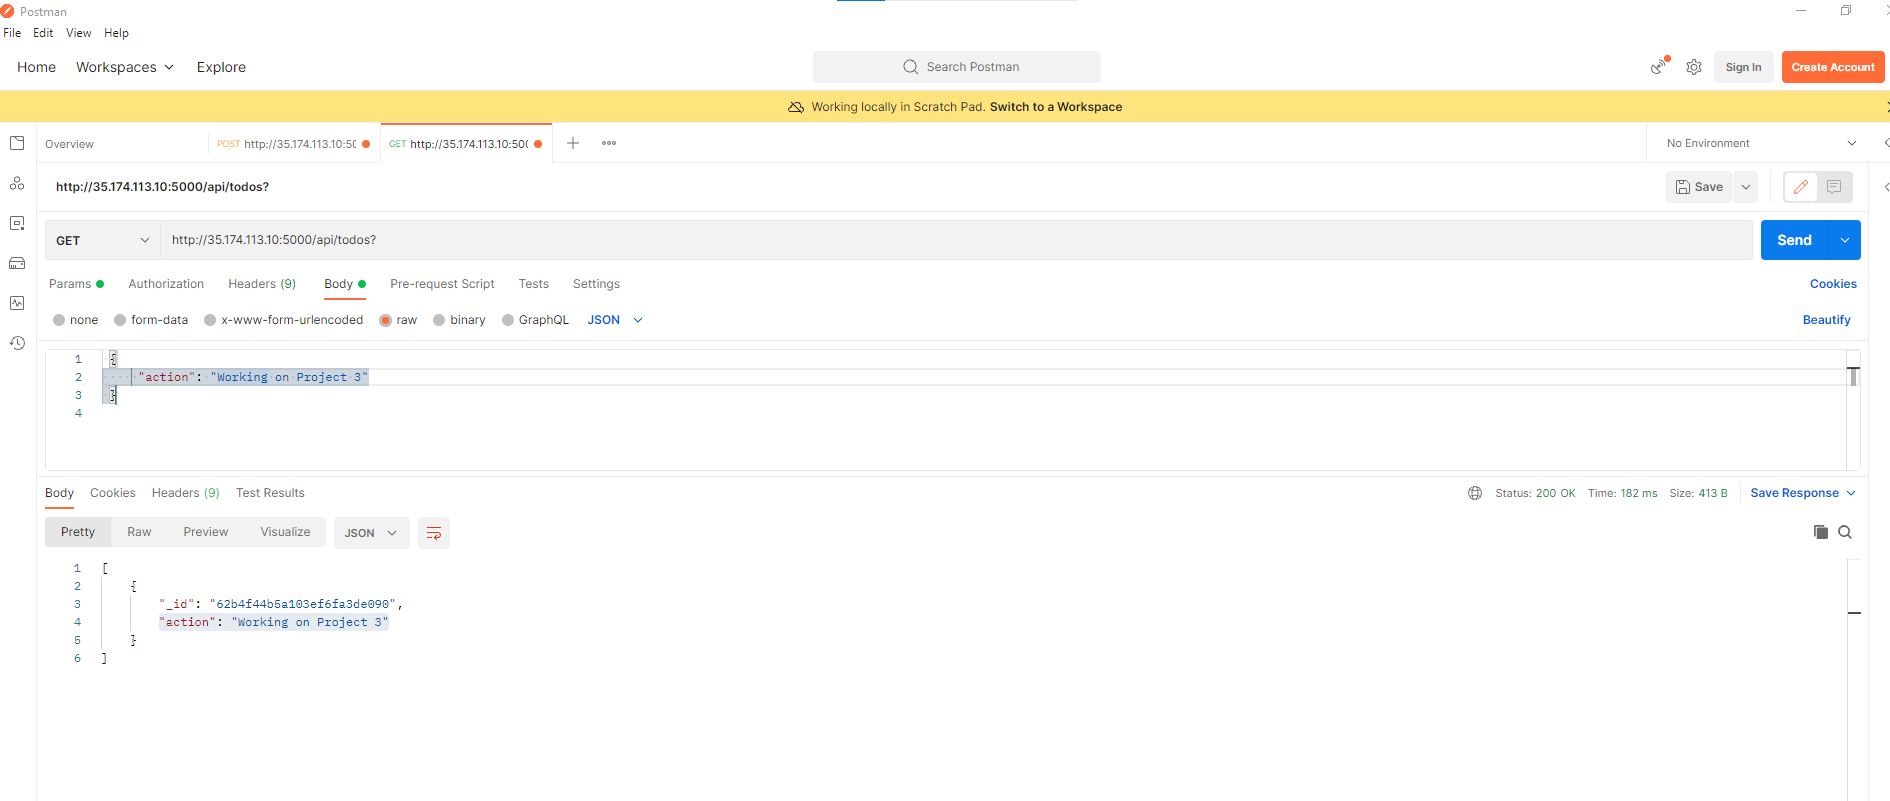 Postman
File Edit View Help
Home Workspaces Explore Search Postman Sign In Create Account
Working locally in Scratch Pad. Switch to a Workspace
Overview POST http://35.174.113.10:50 GET http://35.174.113.10:500 No Environment
http://35.174.113.10:5000/api/todos? Save
GET http://35.174.113.10:5000/api/todos? Send
Params Authorization Headers (9) Body Pre-request Script Tests Settings Cookies
none form-data x-www-form-urlencoded raw binary GraphQL JSON Beautify
1 {
2 "action": "Working on Project 3"
3 }
4
Body Cookies Headers (9) Test Results Status: 200 OK Time: 182 ms Size: 413 B Save Response
Pretty Raw Preview Visualize JSON
1 [
2 {
3 "_id": "62b4f44b5a103ef6fa3de090",
4 "action": "Working on Project 3"
5 }
6 ]